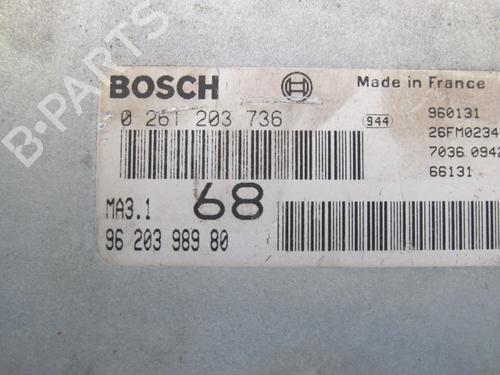 BOSCH
Made in France
0 261 203 736
944
960131
26FM0234
7036 0942
66131
MA3.1
68
96 203 989 80
B-PARTS